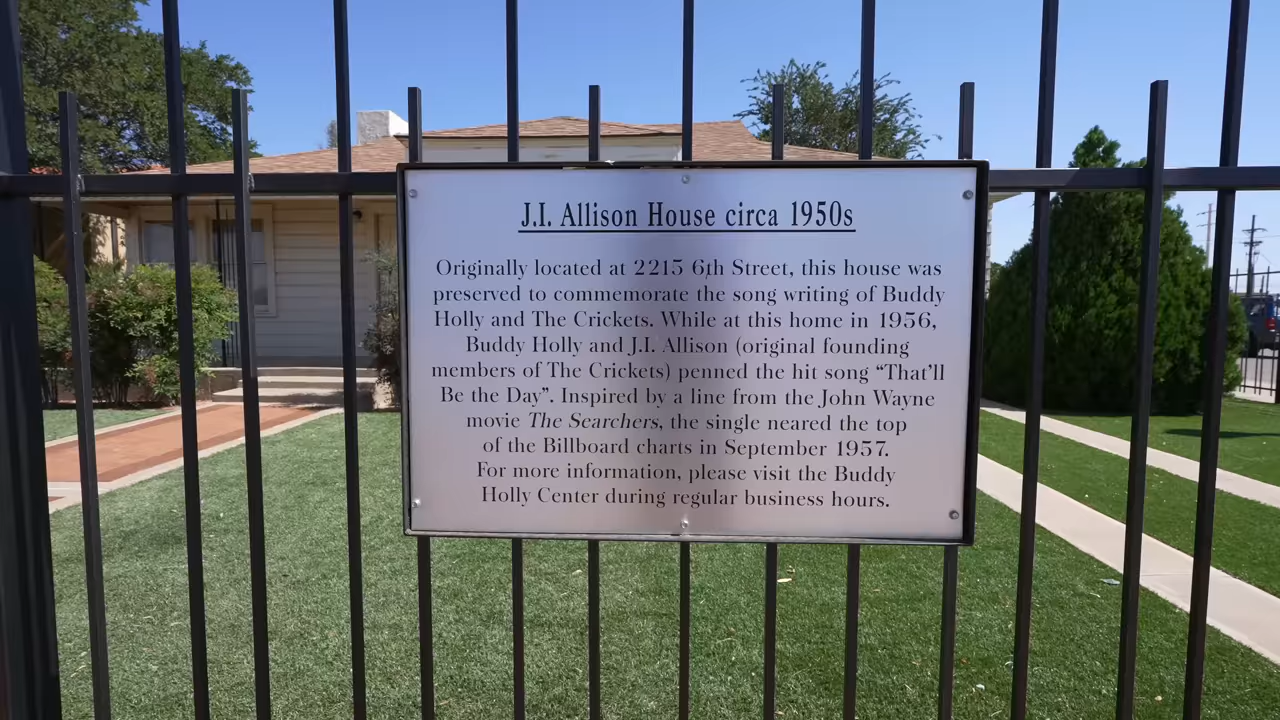 J.I. Allison House circa 1950s
Originally located at 2215 6th Street, this house was
preserved to commemorate the song writing of Buddy
Holly and The Crickets. While at this home in 1956,
Buddy Holly and J.I. Allison (original founding
members of The Crickets) penned the hit song “That’ll
Be the Day”. Inspired by a line from the John Wayne
movie The Searchers, the single neared the top
of the Billboard charts in September 1957.
For more information, please visit the Buddy
Holly Center during regular business hours.